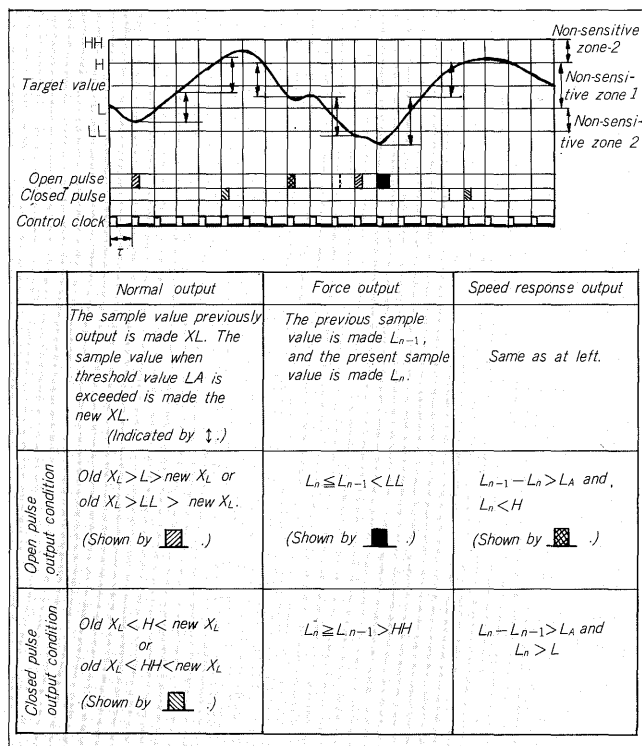 HH
H
Target value
L
LL
Non-sensitive
zone-2
Non-sensi-
tive zone 1
Non-sensi-
tive zone 2
Open pulse
Closed pulse
Control clock
τ
Normal output
Force output
Speed response output
The sample value previously
output is made XL. The
sample value when
threshold value LA is
exceeded is made the
new XL.
(Indicated by ↕.)
The previous sample
value is made Ln-1,
and the present sample
value is made Ln.
Same as at left.
Open pulse
output condition
Old XL > L > new XL or
old XL > LL > new XL.
(Shown by .)
Ln ≦ Ln-1 < LL
(Shown by .)
Ln-1 - Ln > LA and,
Ln < H
(Shown by .)
Closed pulse
output condition
Old XL < H < new XL
or
old XL < HH < new XL
(Shown by .)
Ln ≧ Ln-1 > HH
Ln - Ln-1 > LA and
Ln > L